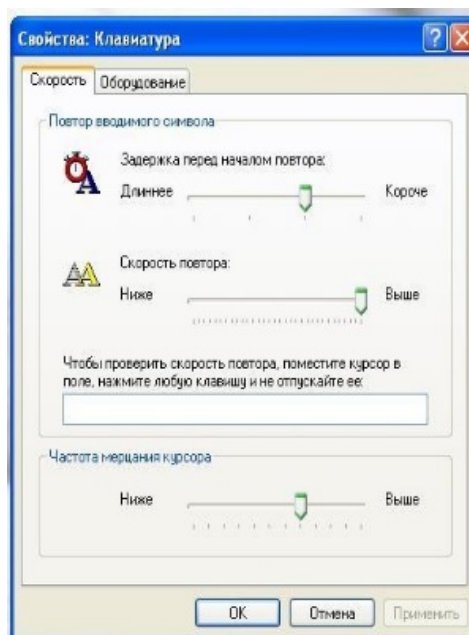 Свойства: Клавиатура
Скорость
Оборудование
Повтор вводимого символа
Задержка перед началом повтора:
Длиннее
Короче
Скорость повтора:
Ниже
Выше
Чтобы проверить скорость повтора, поместите курсор в
поле, нажмите любую клавишу и не отпускайте ее:
Частота мерцания курсора
Ниже
Выше
OK
Отмена
Применить